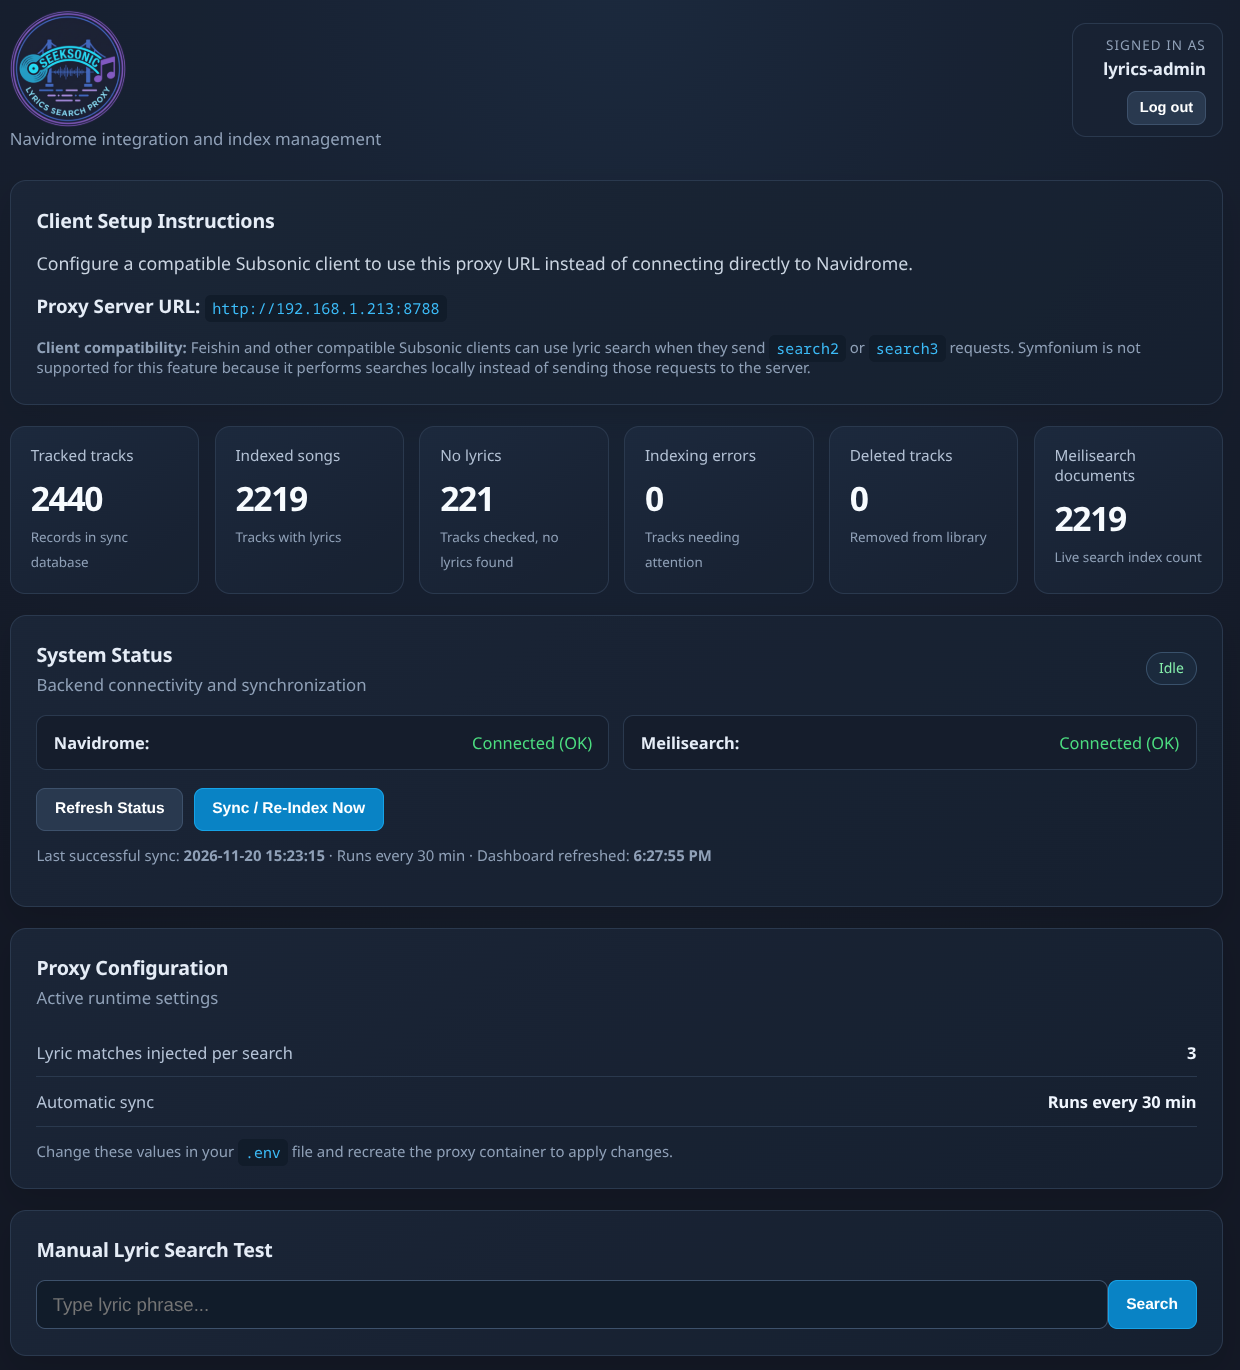 SEEKSONIC
LYRICS SEARCH PROXY
Navidrome integration and index management
SIGNED IN AS
lyrics-admin
Log out
Client Setup Instructions
Configure a compatible Subsonic client to use this proxy URL instead of connecting directly to Navidrome.
Proxy Server URL: http://192.168.1.213:8788
Client compatibility: Feishin and other compatible Subsonic clients can use lyric search when they send search2 or search3 requests. Symfonium is not
supported for this feature because it performs searches locally instead of sending those requests to the server.
Tracked tracks
2440
Records in sync
database
Indexed songs
2219
Tracks with lyrics
No lyrics
221
Tracks checked, no
lyrics found
Indexing errors
0
Tracks needing
attention
Deleted tracks
0
Removed from library
Meilisearch
documents
2219
Live search index count
System Status
Backend connectivity and synchronization
Idle
Navidrome: Connected (OK)
Meilisearch: Connected (OK)
Refresh Status
Sync / Re-Index Now
Last successful sync: 2026-11-20 15:23:15 · Runs every 30 min · Dashboard refreshed: 6:27:55 PM
Proxy Configuration
Active runtime settings
Lyric matches injected per search 3
Automatic sync Runs every 30 min
Change these values in your .env file and recreate the proxy container to apply changes.
Manual Lyric Search Test
Type lyric phrase...
Search